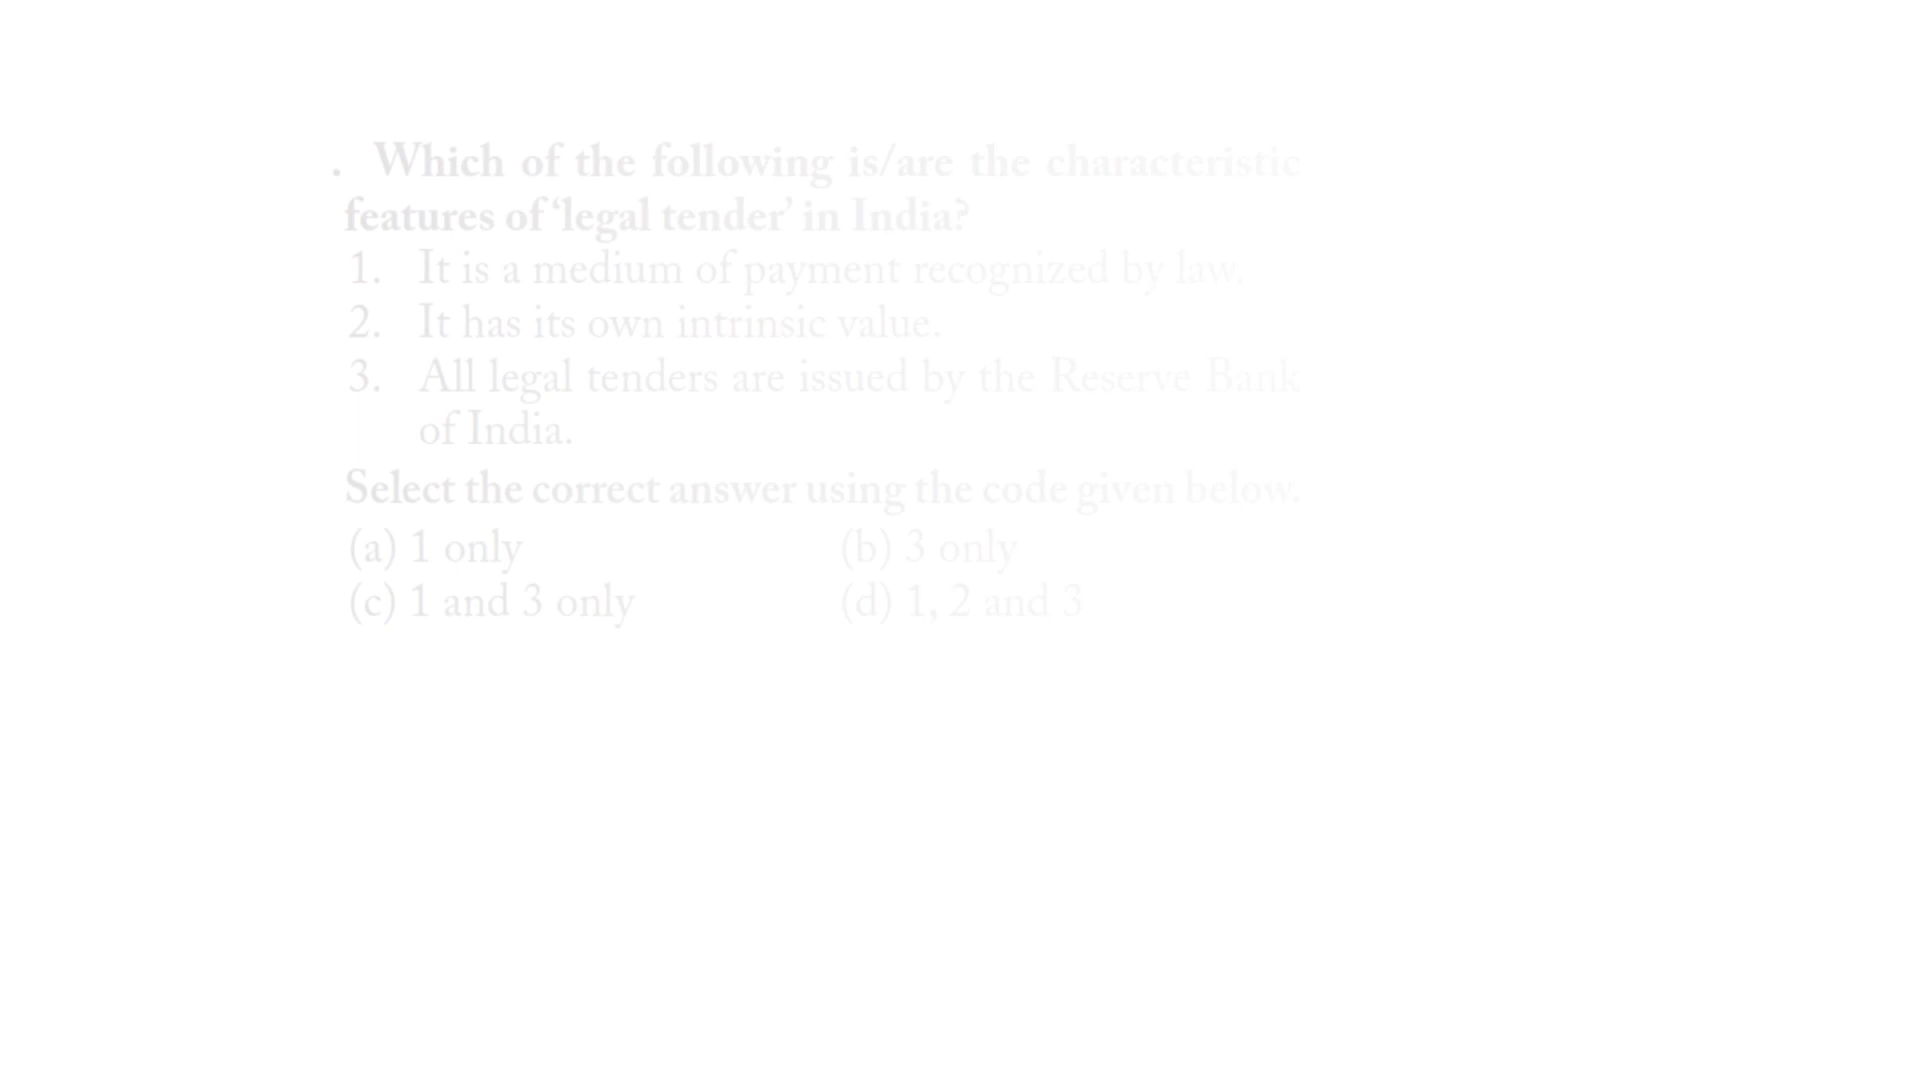 . Which of the following is/are the characteristic
features of ‘legal tender’ in India?
1. It is a medium of payment recognized by law.
2. It has its own intrinsic value.
3. All legal tenders are issued by the Reserve Bank
of India.
Select the correct answer using the code given below.
(a) 1 only (b) 3 only
(c) 1 and 3 only (d) 1, 2 and 3